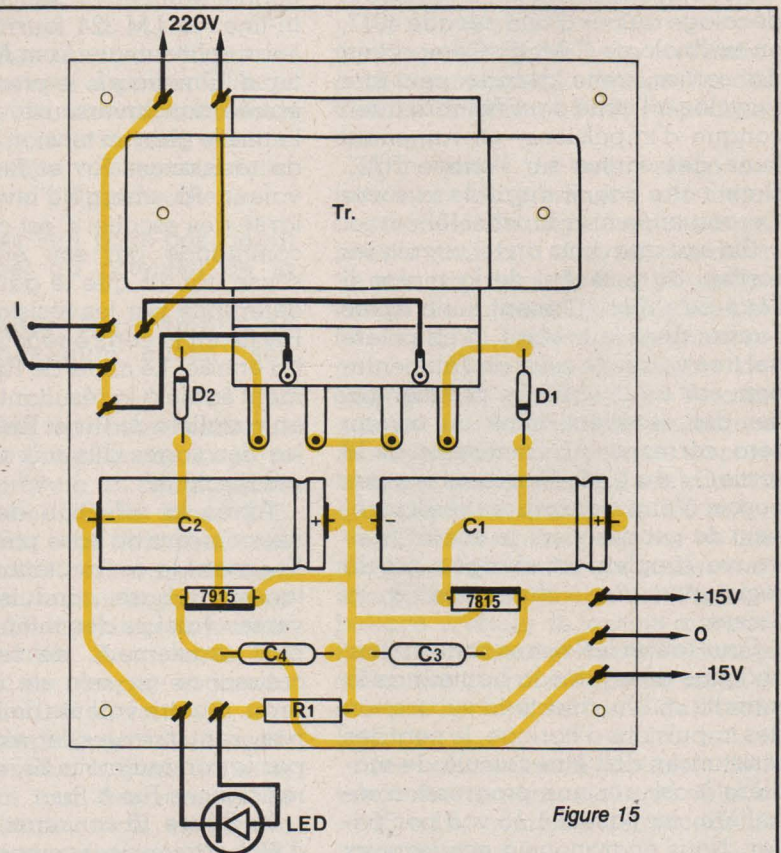 220V
Tr.
I
D2
D1
C2
- +
C1
- +
7915
7815
+15V
0
-15V
C4
C3
R1
LED
Figure 15